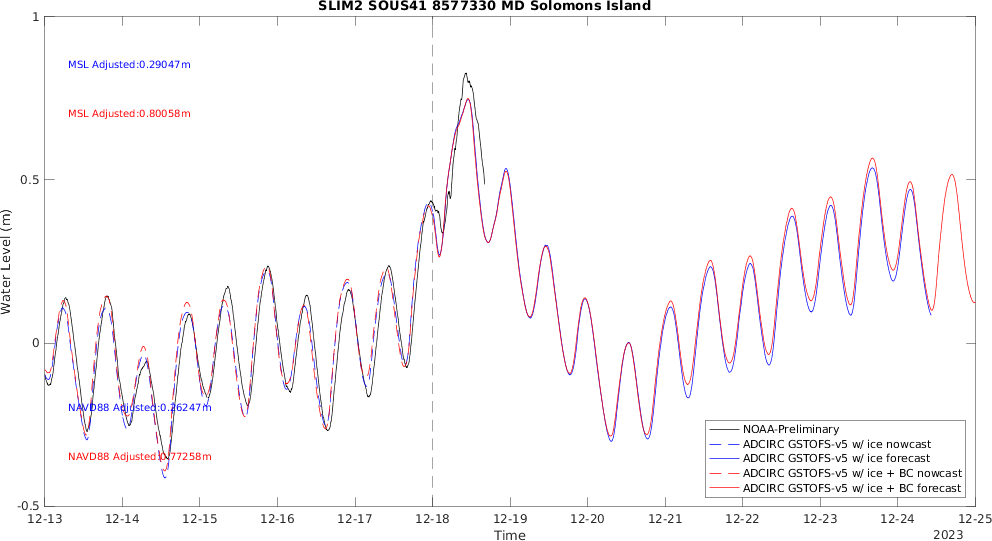 SLIM2 SOUS41 8577330 MD Solomons Island
1
MSL Adjusted:0.29047m
MSL Adjusted:0.80058m
0.5
Water Level (m)
0
NAVD88 Adjusted:0.26247m
NAVD88 Adjusted:0.77258m
-0.5
NOAA-Preliminary
ADCIRC GSTOFS-v5 w/ ice nowcast
ADCIRC GSTOFS-v5 w/ ice forecast
ADCIRC GSTOFS-v5 w/ ice + BC nowcast
ADCIRC GSTOFS-v5 w/ ice + BC forecast
12-13 12-14 12-15 12-16 12-17 12-18 12-19 12-20 12-21 12-22 12-23 12-24 12-25
Time
2023